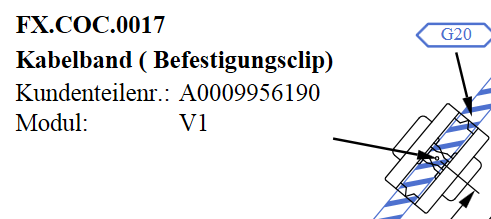 FX.COC.0017
G20
Kabelband ( Befestigungsclip)
Kundenteilenr.: A0009956190
Modul: V1